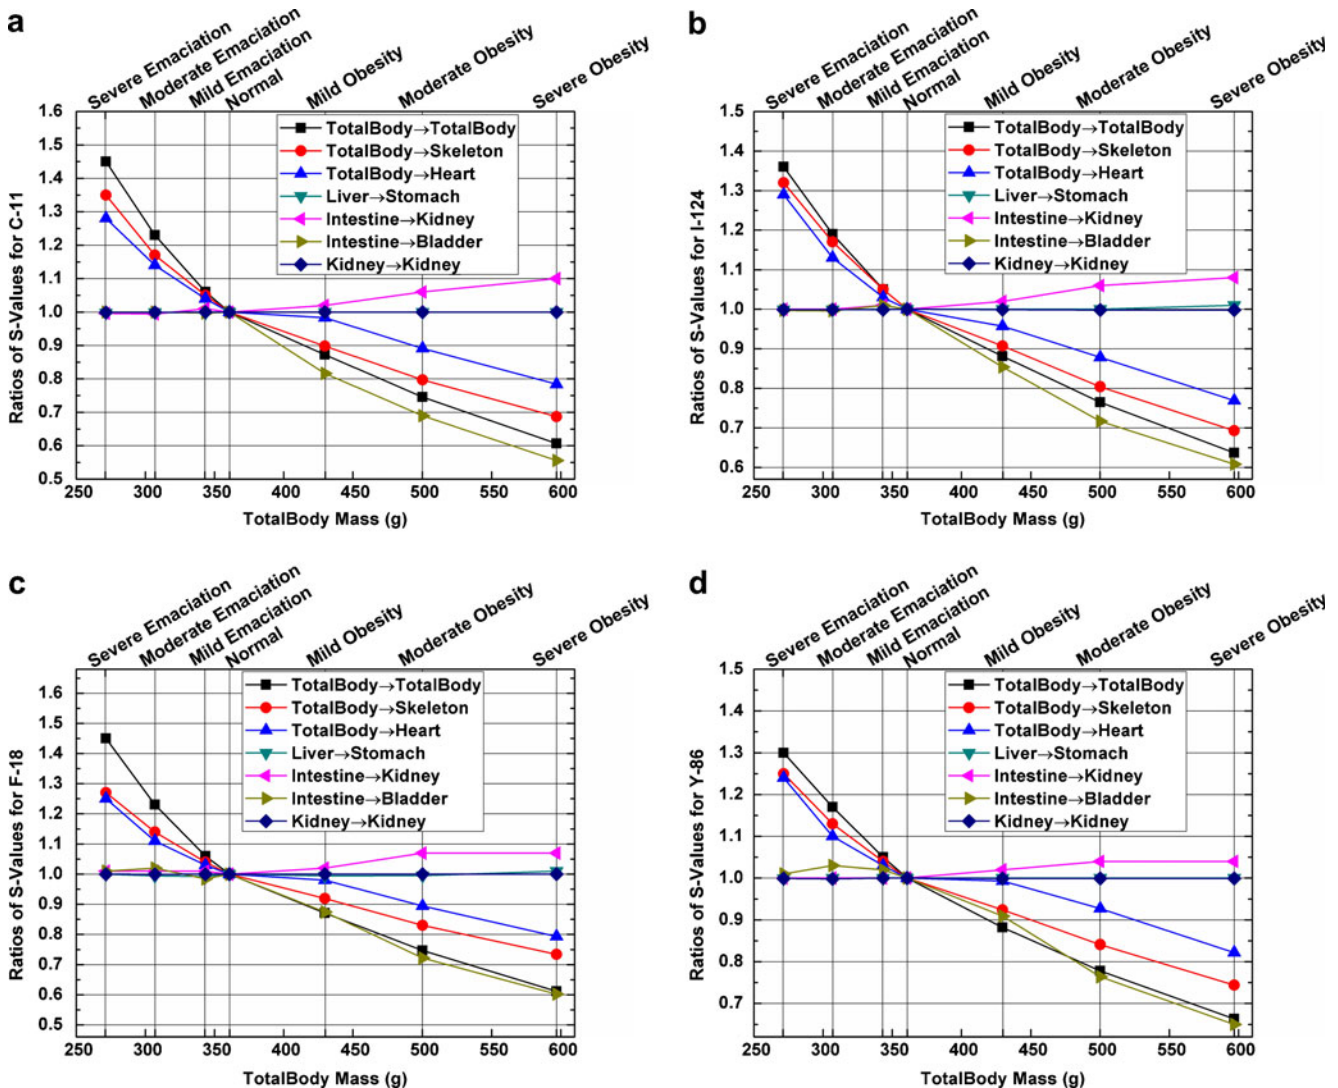 a
Severe Emaciation
Moderate Emaciation
Mild Emaciation
Normal
Mild Obesity
Moderate Obesity
Severe Obesity
Ratios of S-Values for C-11
1.6
1.5
1.4
1.3
1.2
1.1
1.0
0.9
0.8
0.7
0.6
0.5
TotalBody→TotalBody
TotalBody→Skeleton
TotalBody→Heart
Liver→Stomach
Intestine→Kidney
Intestine→Bladder
Kidney→Kidney
250 300 350 400 450 500 550 600
TotalBody Mass (g)
b
Severe Emaciation
Moderate Emaciation
Mild Emaciation
Normal
Mild Obesity
Moderate Obesity
Severe Obesity
Ratios of S-Values for I-124
1.5
1.4
1.3
1.2
1.1
1.0
0.9
0.8
0.7
0.6
TotalBody→TotalBody
TotalBody→Skeleton
TotalBody→Heart
Liver→Stomach
Intestine→Kidney
Intestine→Bladder
Kidney→Kidney
250 300 350 400 450 500 550 600
TotalBody Mass (g)
c
Severe Emaciation
Moderate Emaciation
Mild Emaciation
Normal
Mild Obesity
Moderate Obesity
Severe Obesity
Ratios of S-Values for F-18
1.6
1.5
1.4
1.3
1.2
1.1
1.0
0.9
0.8
0.7
0.6
0.5
TotalBody→TotalBody
TotalBody→Skeleton
TotalBody→Heart
Liver→Stomach
Intestine→Kidney
Intestine→Bladder
Kidney→Kidney
250 300 350 400 450 500 550 600
TotalBody Mass (g)
d
Severe Emaciation
Moderate Emaciation
Mild Emaciation
Normal
Mild Obesity
Moderate Obesity
Severe Obesity
Ratios of S-Values for Y-86
1.5
1.4
1.3
1.2
1.1
1.0
0.9
0.8
0.7
TotalBody→TotalBody
TotalBody→Skeleton
TotalBody→Heart
Liver→Stomach
Intestine→Kidney
Intestine→Bladder
Kidney→Kidney
250 300 350 400 450 500 550 600
TotalBody Mass (g)